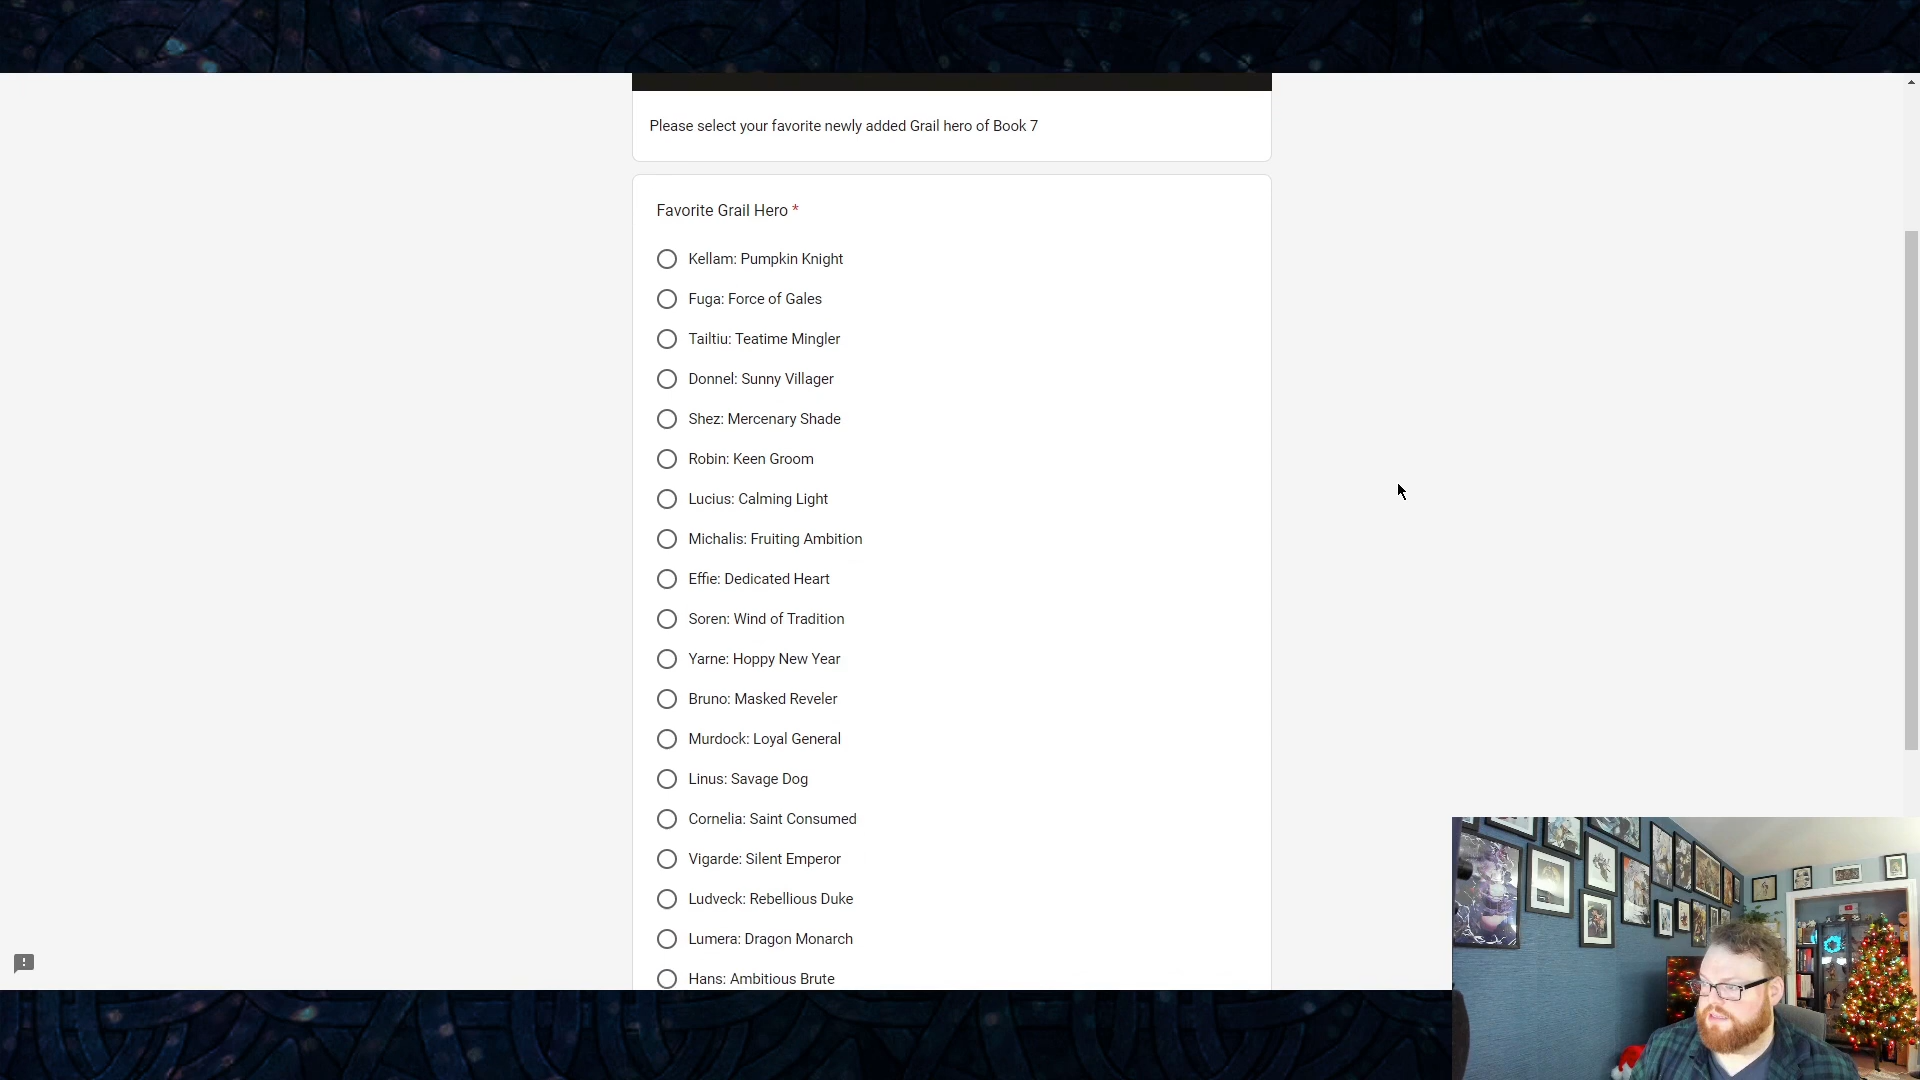 Please select your favorite newly added Grail hero of Book 7
Favorite Grail Hero *
Kellam: Pumpkin Knight
Fuga: Force of Gales
Tailtiu: Teatime Mingler
Donnel: Sunny Villager
Shez: Mercenary Shade
Robin: Keen Groom
Lucius: Calming Light
Michalis: Fruiting Ambition
Effie: Dedicated Heart
Soren: Wind of Tradition
Yarne: Hoppy New Year
Bruno: Masked Reveler
Murdock: Loyal General
Linus: Savage Dog
Cornelia: Saint Consumed
Vigarde: Silent Emperor
Ludveck: Rebellious Duke
Lumera: Dragon Monarch
Hans: Ambitious Brute